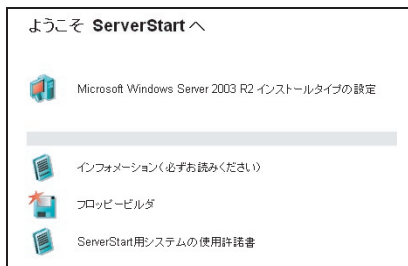 ようこそ ServerStart へ
Microsoft Windows Server 2003 R2 インストールタイプの設定
インフォメーション(必ずお読みください)
フロッピービルダ
ServerStart用システムの使用許諾書